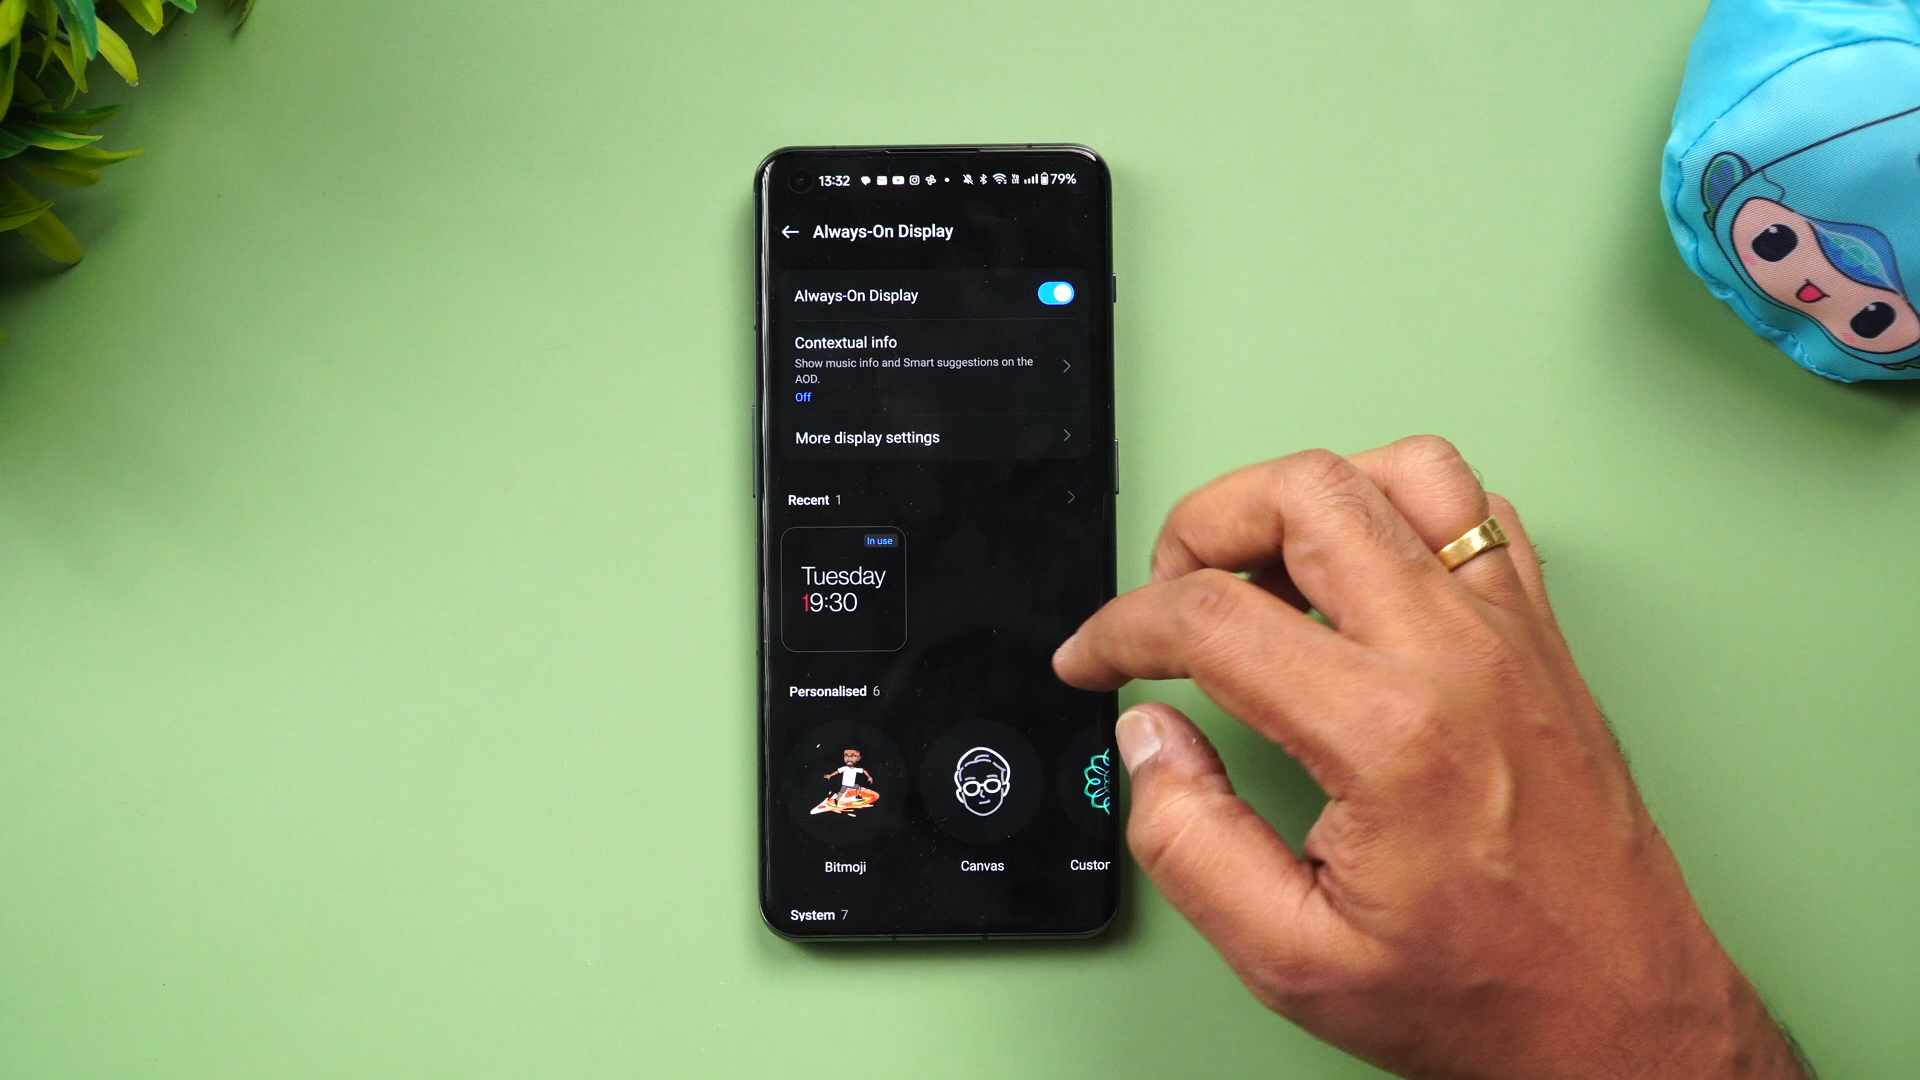 13:32
79%
Always-On Display
Always-On Display
Contextual info
Show music info and Smart suggestions on the
AOD.
Off
More display settings
Recent 1
In use
Tuesday
19:30
Personalised 6
Bitmoji
Canvas
Custor
System 7